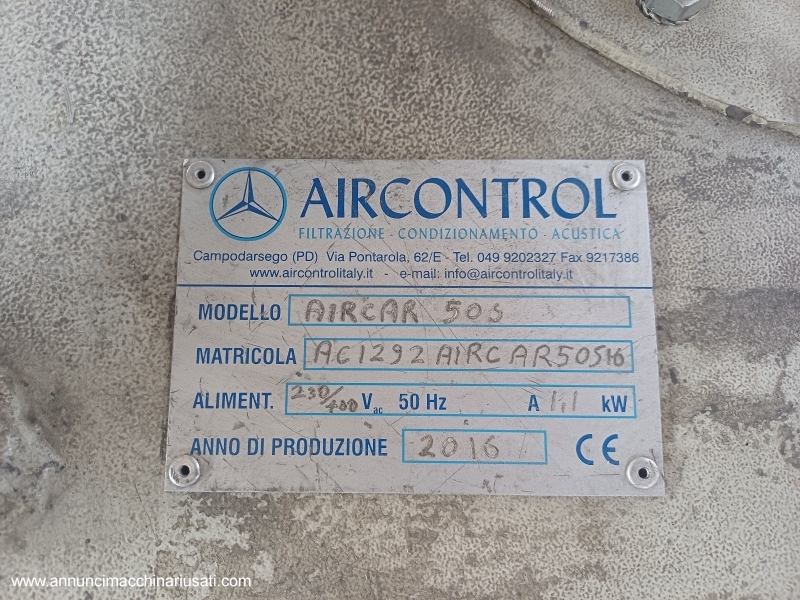 AIRCONTROL
FILTRAZIONE - CONDIZIONAMENTO - ACUSTICA
Campodarsego (PD) Via Pontarola, 62/E - Tel. 049 9202327 Fax 9217386
www.aircontrolitaly.it - e-mail: info@aircontrolitaly.it
MODELLO AIRCAR 50S
MATRICOLA AC1292AIRCAR50S16
ALIMENT. 230/400 Vac 50 Hz A 1,1 kW
ANNO DI PRODUZIONE 2016 CE
www.annuncimacchinariusati.com